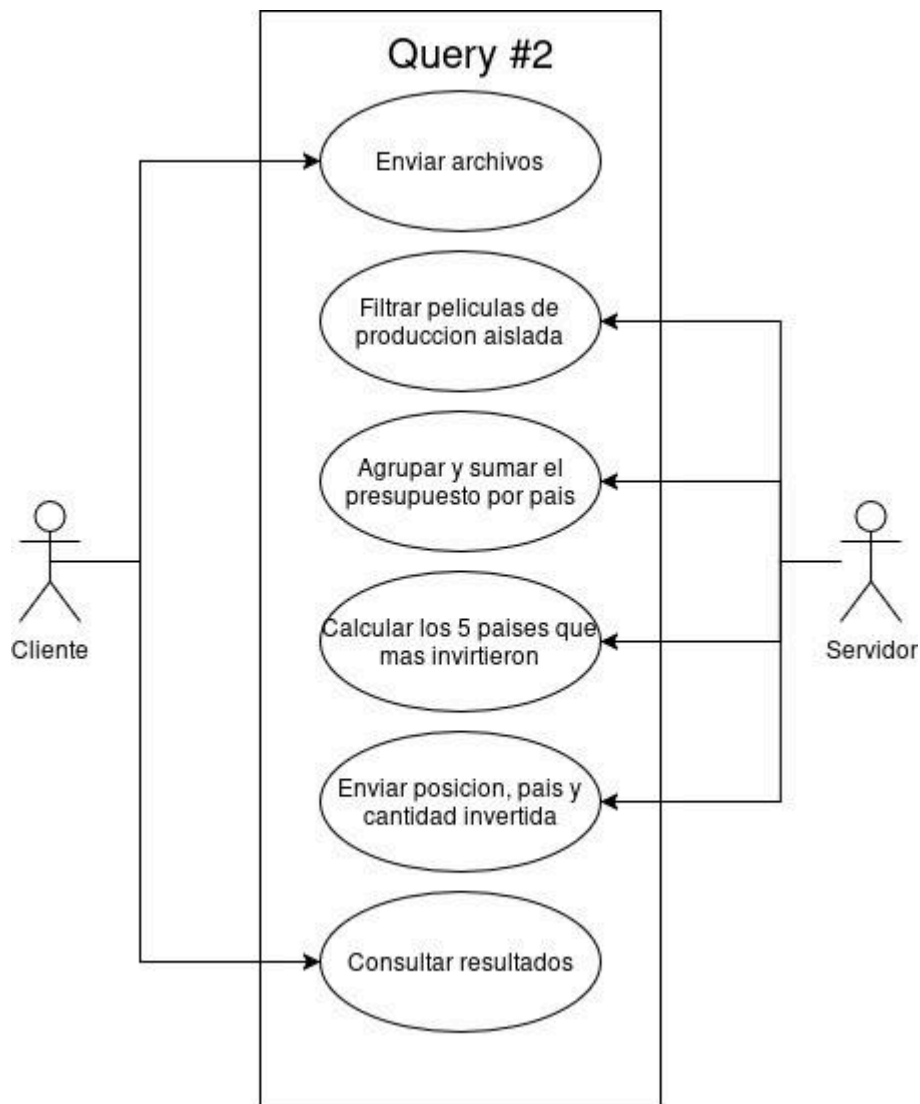 Query #2
Enviar archivos
Filtrar peliculas de
produccion aislada
Agrupar y sumar el
presupuesto por pais
Calcular los 5 paises que
mas invirtieron
Cliente
Servidor
Enviar posicion, pais y
cantidad invertida
Consultar resultados